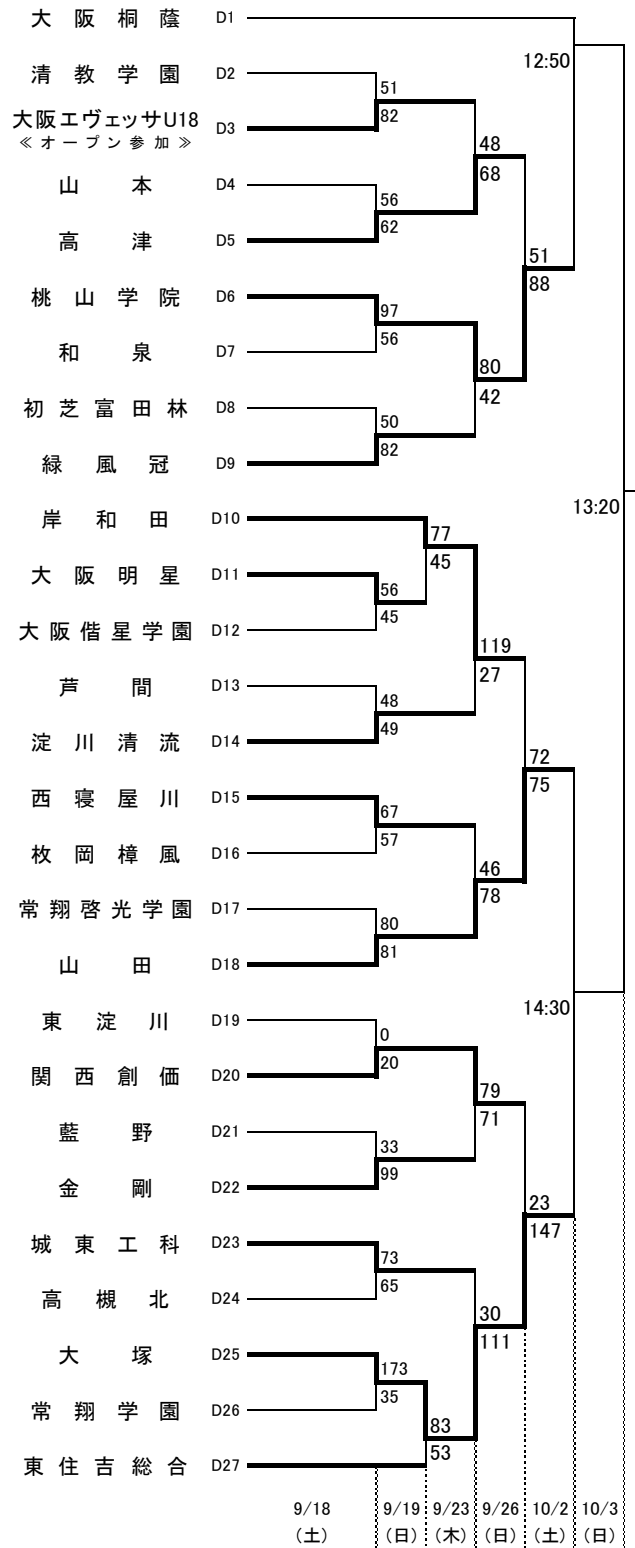 大阪桐蔭 D1
12:50
清教学園 D2
51
大阪エヴェッサU18 D3
82
≪オープン参加≫
48
68
山本 D4
56
高津 D5
62
51
88
桃山学院 D6
97
和泉 D7
56
80
42
初芝富田林 D8
50
緑風冠 D9
82
13:20
岸和田 D10
77
45
大阪明星 D11
56
大阪偕星学園 D12
45
119
27
芦間 D13
48
淀川清流 D14
49
72
75
西寝屋川 D15
67
枚岡樟風 D16
57
46
78
常翔啓光学園 D17
80
山田 D18
81
14:30
東淀川 D19
0
関西創価 D20
20
79
71
藍野 D21
33
金剛 D22
99
23
147
城東工科 D23
73
高槻北 D24
65
30
111
大塚 D25
173
常翔学園 D26
35
83
53
東住吉総合 D27
9/18 9/19 9/23 9/26 10/2 10/3
（土） （日） （木） （日） （土） （日）